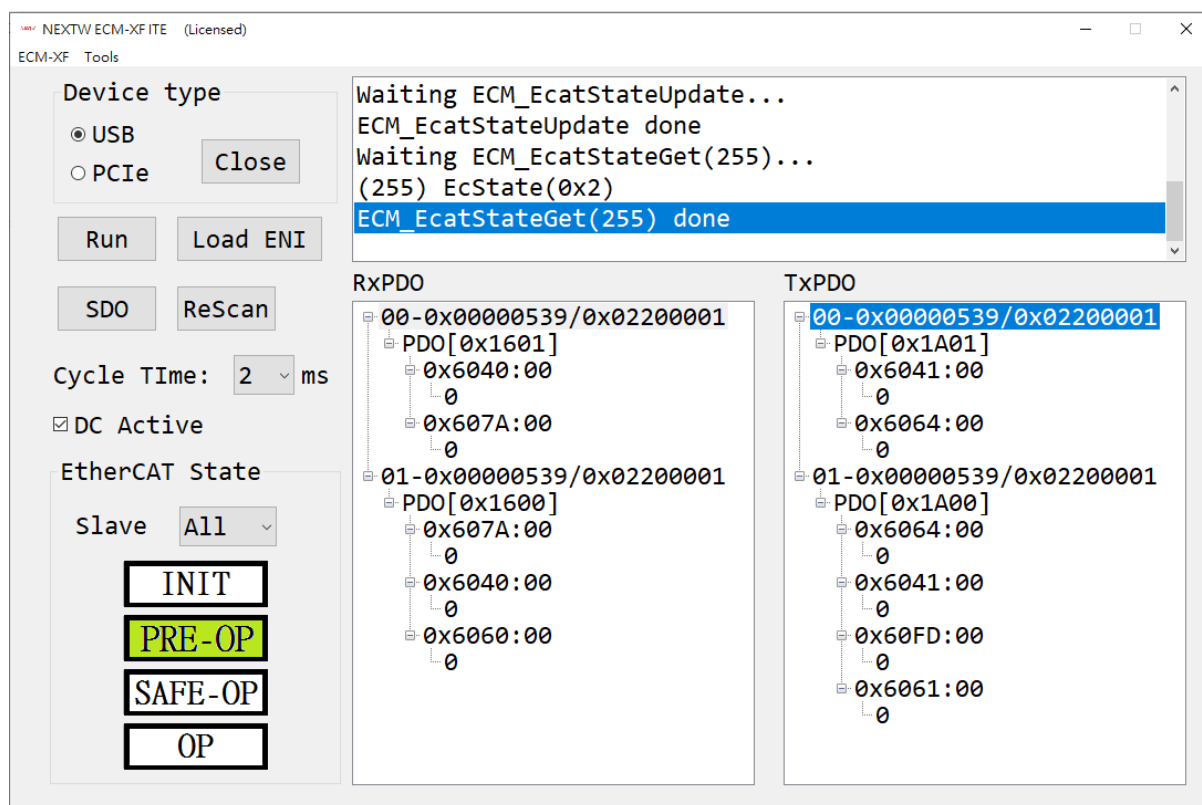 NEXTW ECM-XF ITE (Licensed)
ECM-XF Tools
Device type
USB
PCIe
Close
Run
Load ENI
SDO
ReScan
Cycle TIme: 2 ms
DC Active
EtherCAT State
Slave All
INIT
PRE-OP
SAFE-OP
OP
Waiting ECM_EcatStateUpdate...
ECM_EcatStateUpdate done
Waiting ECM_EcatStateGet(255)...
(255) EcState(0x2)
ECM_EcatStateGet(255) done
RxPDO
00-0x00000539/0x02200001
PDO[0x1601]
0x6040:00
0
0x607A:00
0
01-0x00000539/0x02200001
PDO[0x1600]
0x607A:00
0
0x6040:00
0
0x6060:00
0
TxPDO
00-0x00000539/0x02200001
PDO[0x1A01]
0x6041:00
0
0x6064:00
0
01-0x00000539/0x02200001
PDO[0x1A00]
0x6064:00
0
0x6041:00
0
0x60FD:00
0
0x6061:00
0